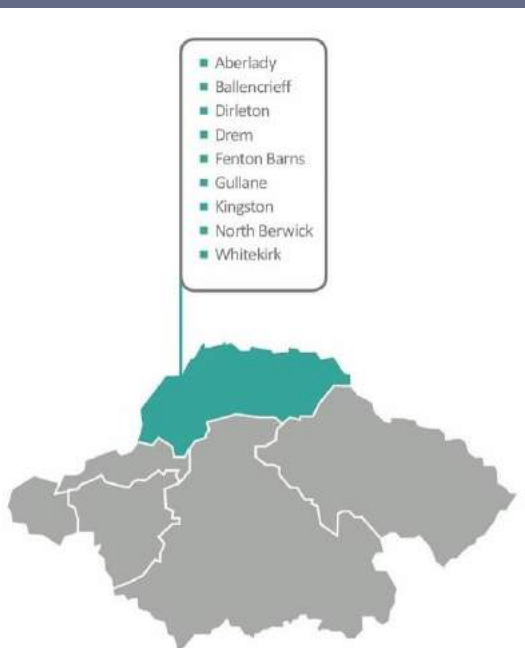 Aberlady
Ballencrieff
Dirleton
Drem
Fenton Barns
Gullane
Kingston
North Berwick
Whitekirk